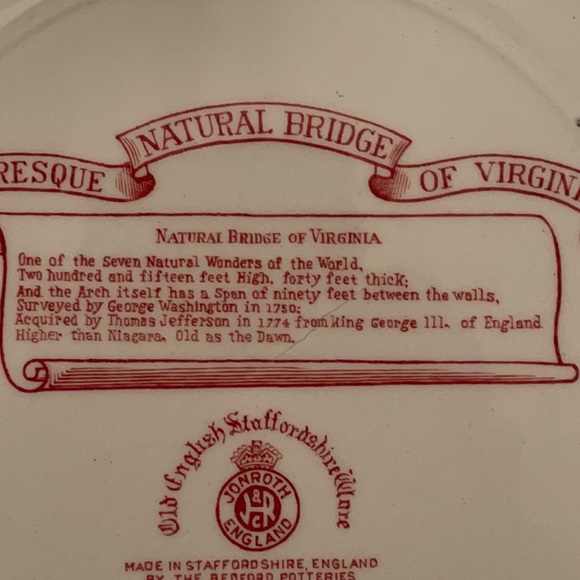 RESQUE NATURAL BRIDGE OF VIRGINI
NATURAL BRIDGE OF VIRGINIA
One of the Seven Natural Wonders of the World,
Two hundred and fifteen feet High, forty feet thick;
And the Arch itself has a Span of ninety feet between the walls,
Surveyed by George Washington in 1750;
Acquired by Thomas Jefferson in 1774 from King George III. of England
Higher than Niagara. Old as the Dawn.
Old English Staffordshire Ware
JONROTH
J&RCo
ENGLAND
MADE IN STAFFORDSHIRE, ENGLAND
BY THE BEDFORD POTTERIES